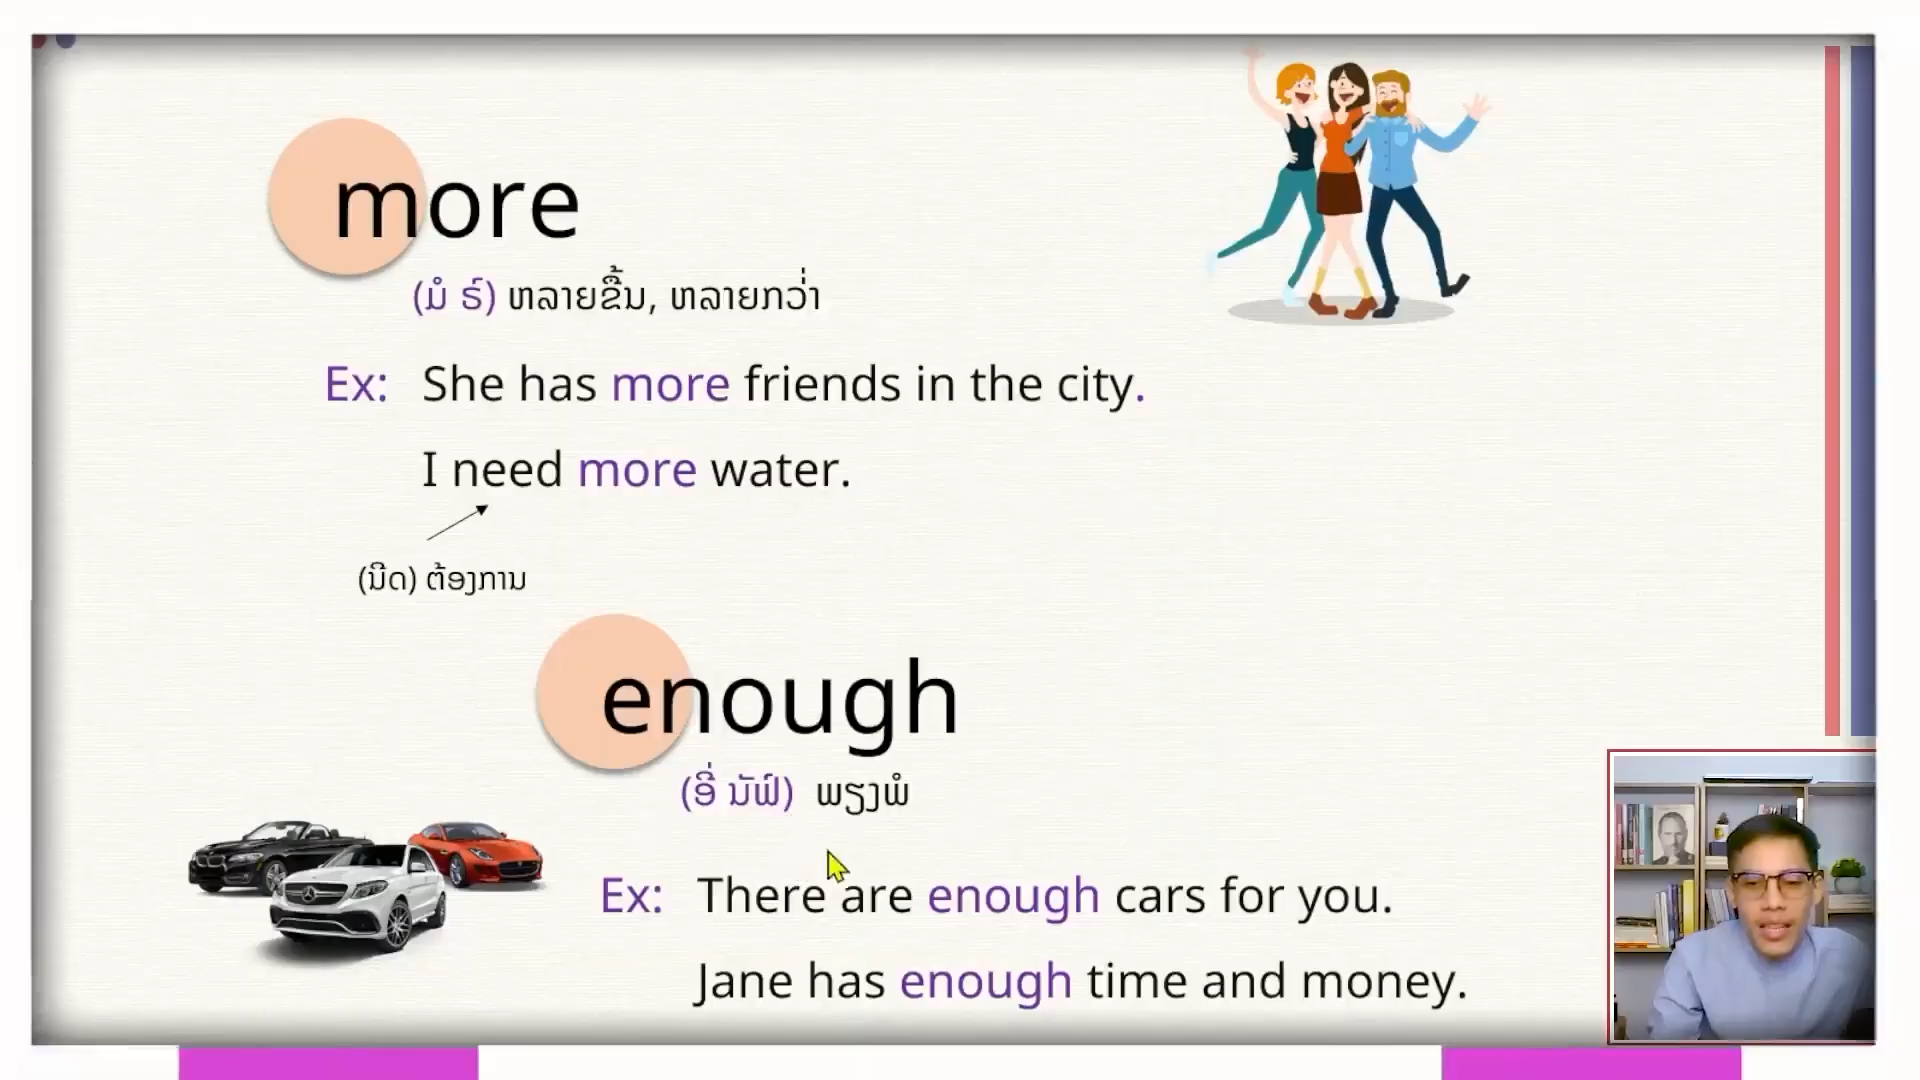 more
(ມໍ ຣ໌) ຫລາຍຂຶ້ນ, ຫລາຍກວ່າ
Ex: She has more friends in the city.
I need more water.
(ນີດ) ຕ້ອງການ
enough
(ອີ່ ນັຟ໌) ພຽງພໍ
Ex: There are enough cars for you.
Jane has enough time and money.